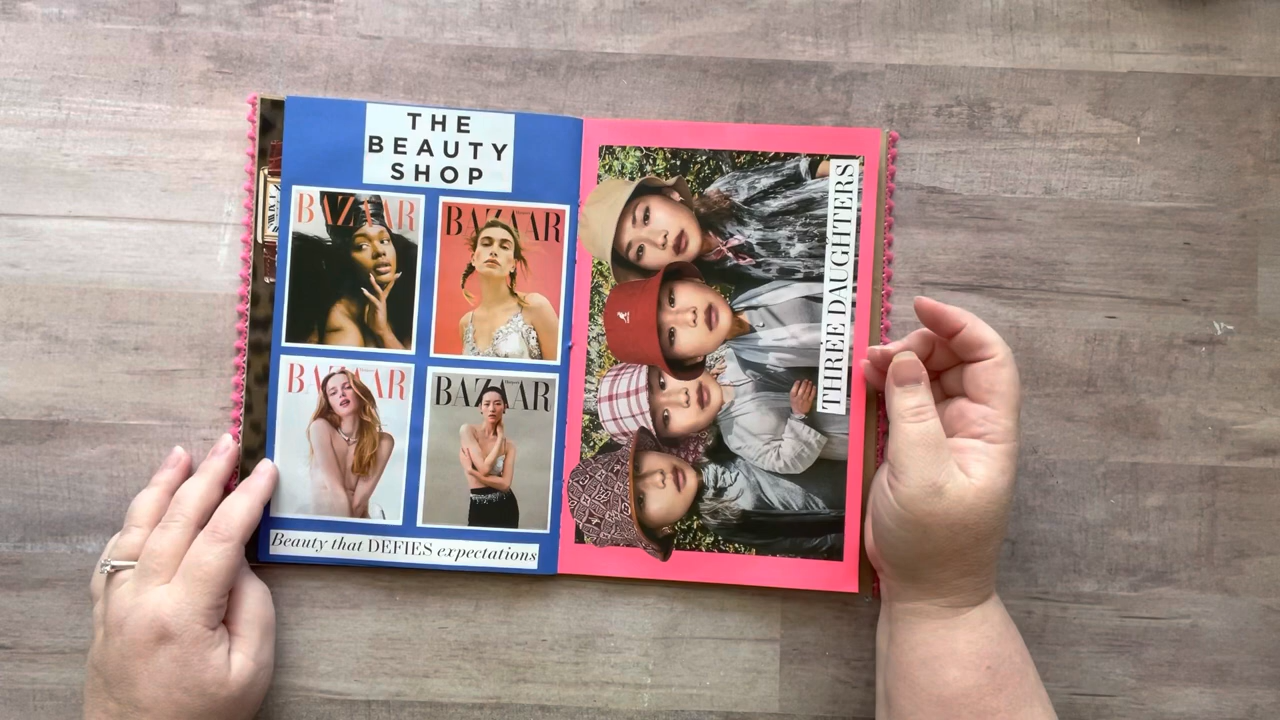 THE
BEAUTY
SHOP
BAZAAR
BAZAAR
BAZAAR
BAZAAR
Beauty that DEFIES expectations
THREE DAUGHTERS